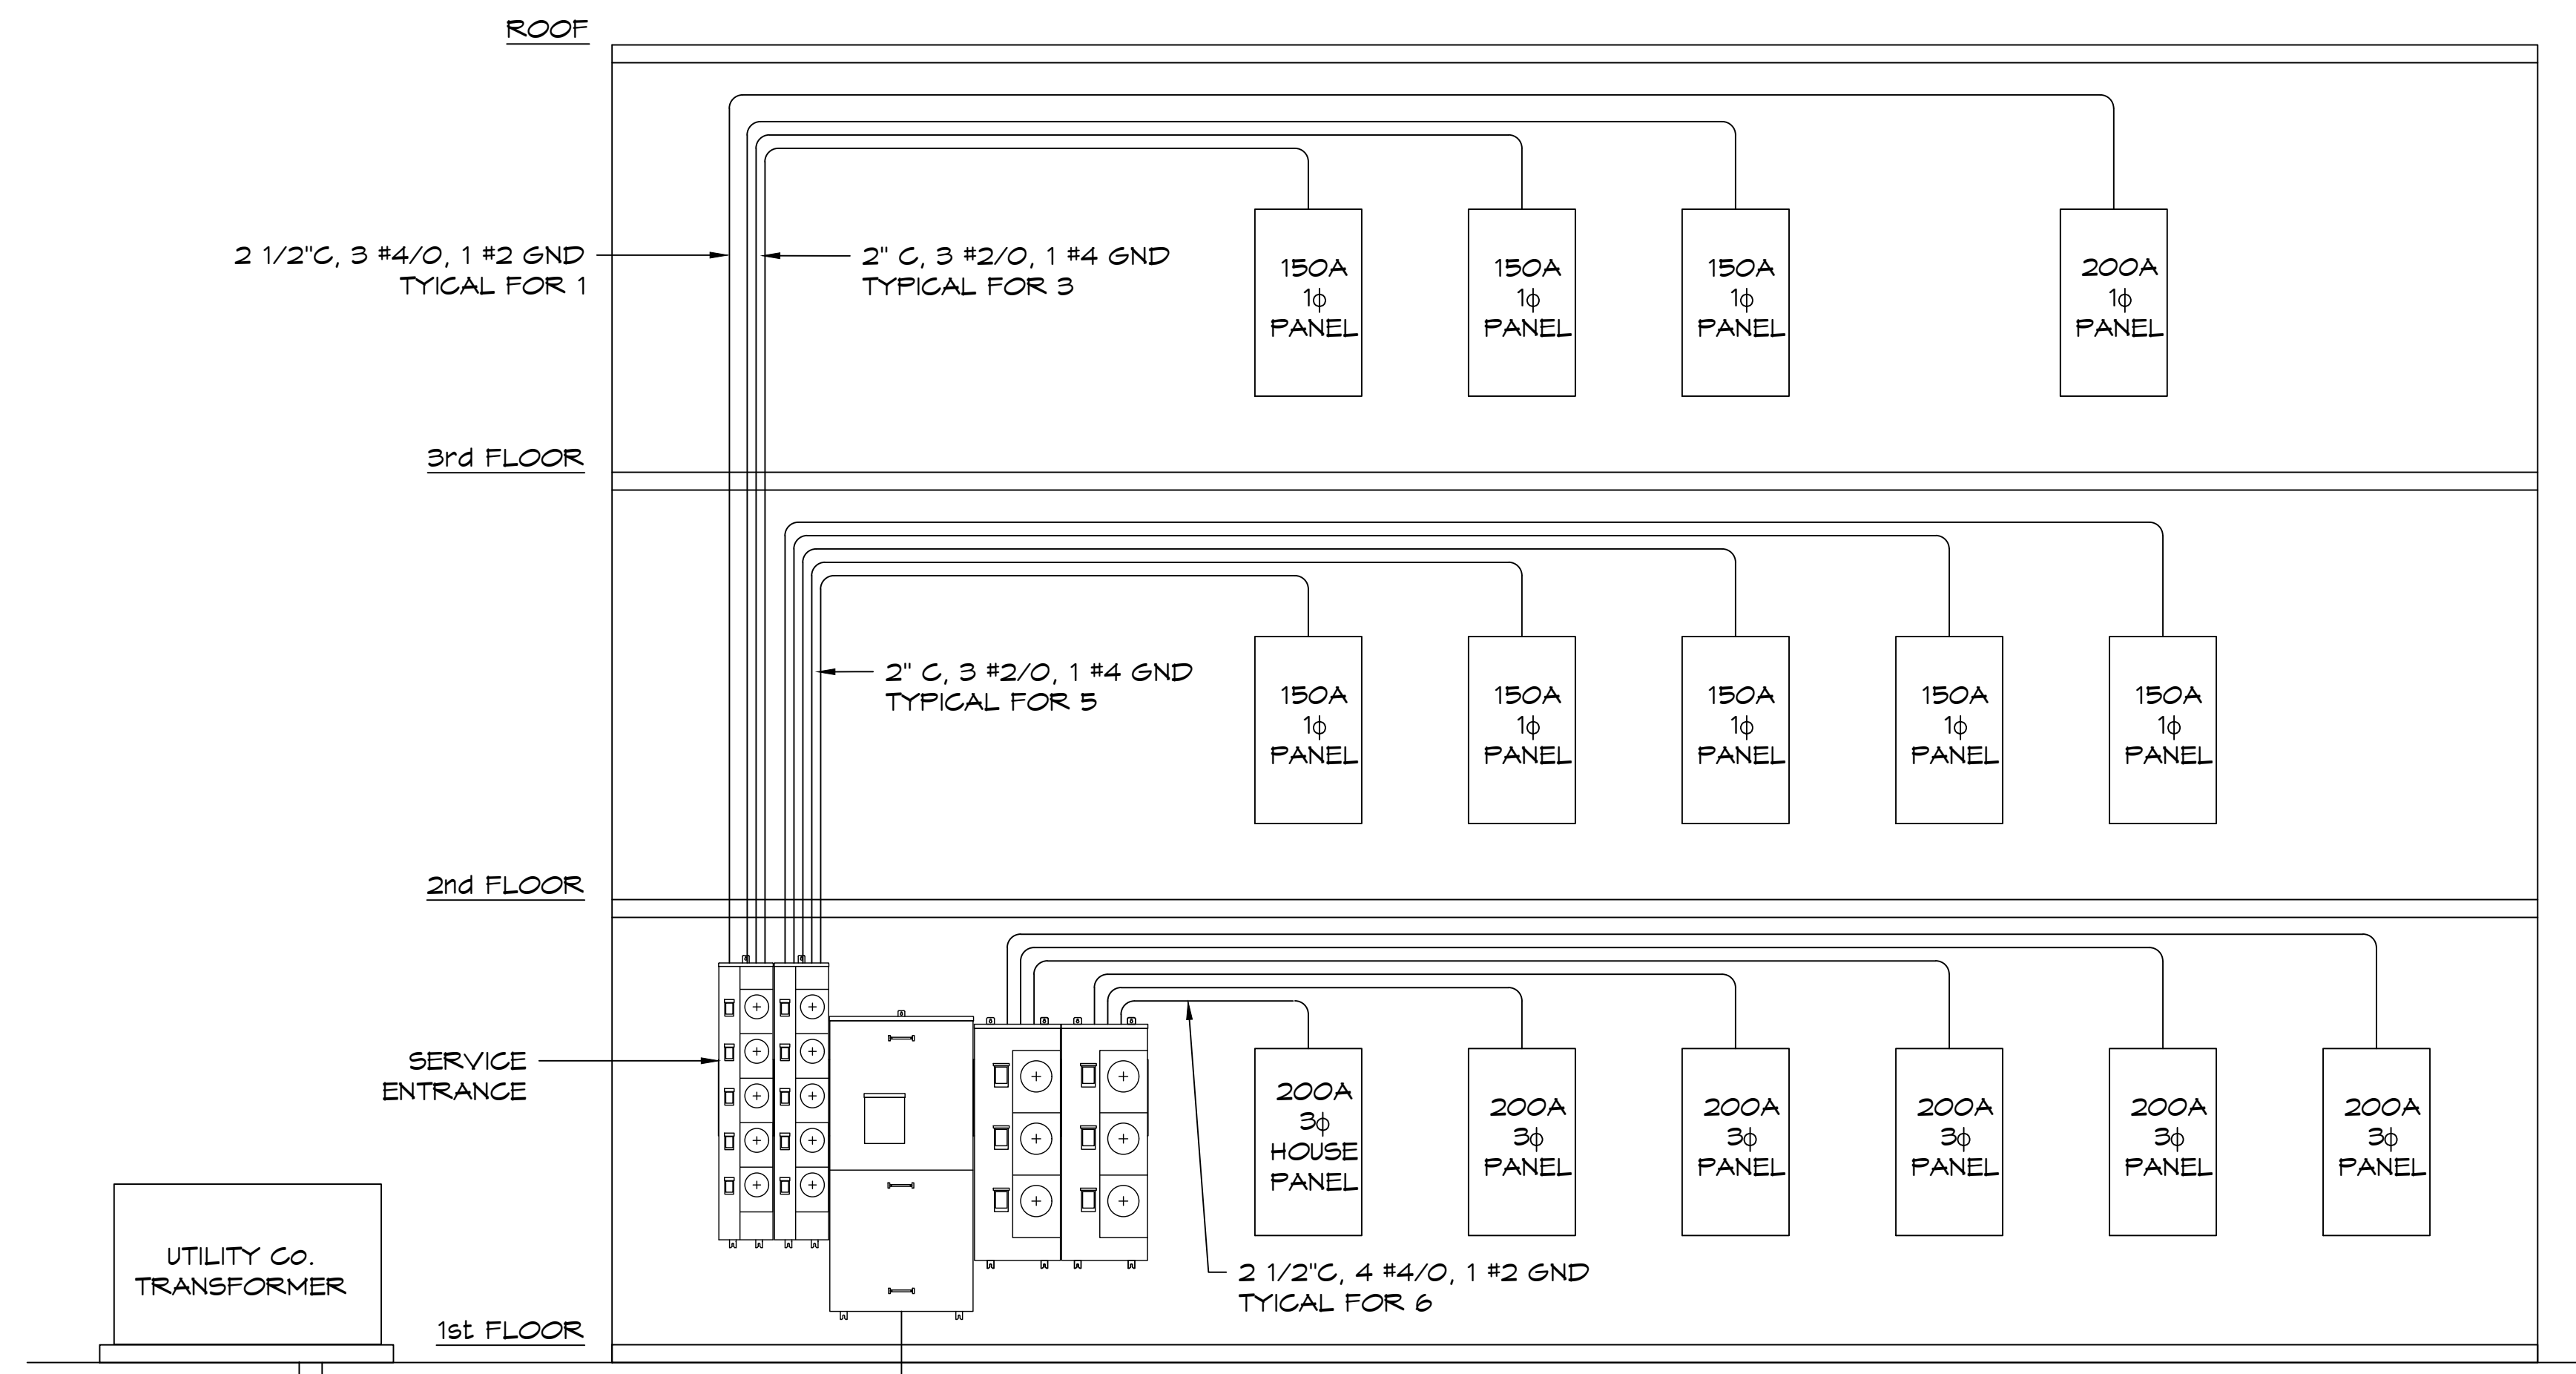 ROOF
2 1/2"C, 3 #4/0, 1 #2 GND
TYICAL FOR 1
2" C, 3 #2/0, 1 #4 GND
TYPICAL FOR 3
150A
1ϕ
PANEL
150A
1ϕ
PANEL
150A
1ϕ
PANEL
200A
1ϕ
PANEL
3rd FLOOR
2" C, 3 #2/0, 1 #4 GND
TYPICAL FOR 5
150A
1ϕ
PANEL
150A
1ϕ
PANEL
150A
1ϕ
PANEL
150A
1ϕ
PANEL
150A
1ϕ
PANEL
2nd FLOOR
SERVICE
ENTRANCE
200A
3ϕ
HOUSE
PANEL
200A
3ϕ
PANEL
200A
3ϕ
PANEL
200A
3ϕ
PANEL
200A
3ϕ
PANEL
200A
3ϕ
PANEL
UTILITY CO.
TRANSFORMER
2 1/2"C, 4 #4/0, 1 #2 GND
TYICAL FOR 6
1st FLOOR